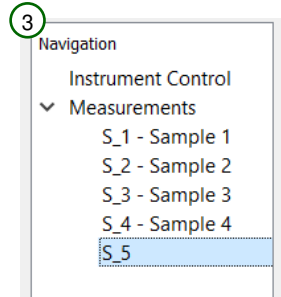 3
Navigation
Instrument Control
Measurements
S_1 - Sample 1
S_2 - Sample 2
S_3 - Sample 3
S_4 - Sample 4
S_5